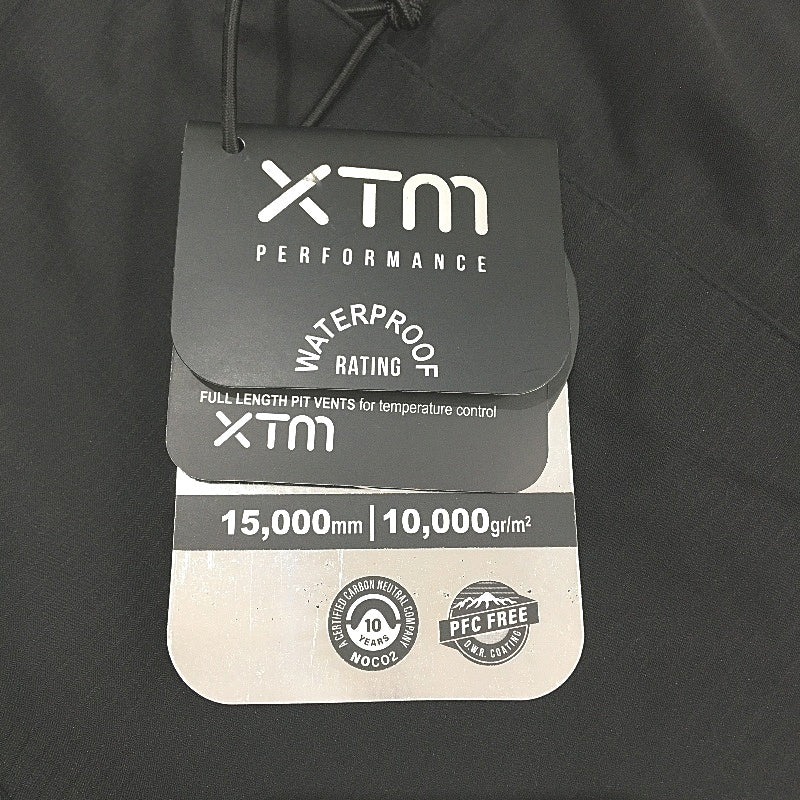 XTM
PERFORMANCE
WATERPROOF
RATING
FULL LENGTH PIT VENTS for temperature control
XTM
15,000mm | 10,000gr/m²
A CERTIFIED CARBON NEUTRAL COMPANY
10
YEARS
NOCO2
PFC FREE
D.W.R. COATING